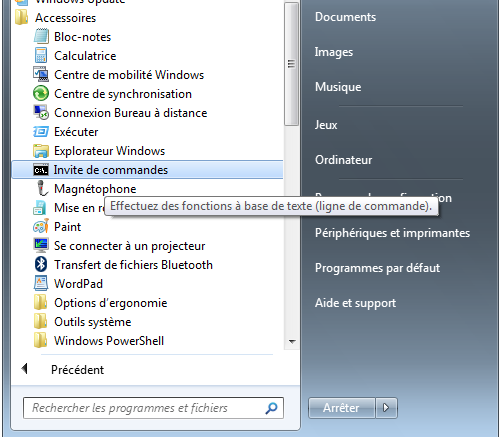 Windows Update
Accessoires
Bloc-notes
Calculatrice
Centre de mobilité Windows
Centre de synchronisation
Connexion Bureau à distance
Exécuter
Explorateur Windows
Invite de commandes
Magnétophone
Effectuez des fonctions à base de texte (ligne de commande).
Mise en
Paint
Se connecter à un projecteur
Transfert de fichiers Bluetooth
WordPad
Options d'ergonomie
Outils système
Windows PowerShell
Précédent
Rechercher les programmes et fichiers
Documents
Images
Musique
Jeux
Ordinateur
Périphériques et imprimantes
Programmes par défaut
Aide et support
Arrêter